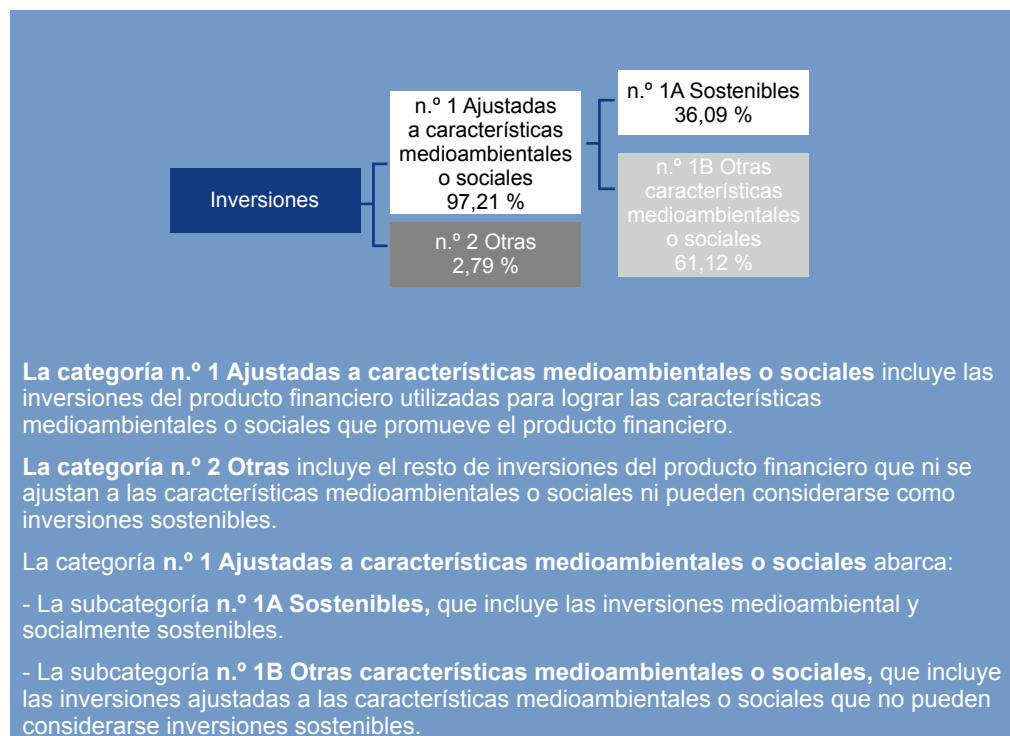 Inversiones
n.º 1 Ajustadas
a características
medioambientales
o sociales
97,21 %
n.º 2 Otras
2,79 %
n.º 1A Sostenibles
36,09 %
n.º 1B Otras
características
medioambientales
o sociales
61,12 %
La categoría n.º 1 Ajustadas a características medioambientales o sociales incluye las
inversiones del producto financiero utilizadas para lograr las características
medioambientales o sociales que promueve el producto financiero.
La categoría n.º 2 Otras incluye el resto de inversiones del producto financiero que ni se
ajustan a las características medioambientales o sociales ni pueden considerarse como
inversiones sostenibles.
La categoría n.º 1 Ajustadas a características medioambientales o sociales abarca:
- La subcategoría n.º 1A Sostenibles, que incluye las inversiones medioambiental y
socialmente sostenibles.
- La subcategoría n.º 1B Otras características medioambientales o sociales, que incluye
las inversiones ajustadas a las características medioambientales o sociales que no pueden
considerarse inversiones sostenibles.